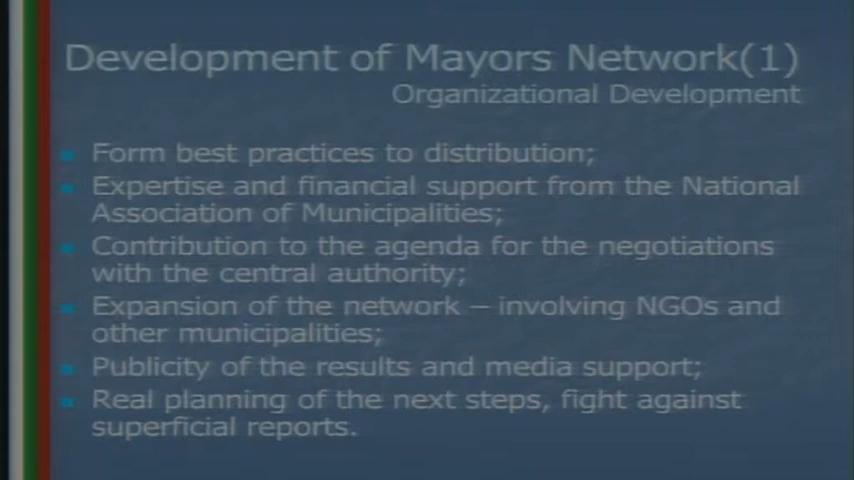 Development of Mayors Network(1)
Organizational Development
Form best practices to distribution;
Expertise and financial support from the National
Association of Municipalities;
Contribution to the agenda for the negotiations
with the central authority;
Expansion of the network – involving NGOs and
other municipalities;
Publicity of the results and media support;
Real planning of the next steps, fight against
superficial reports.